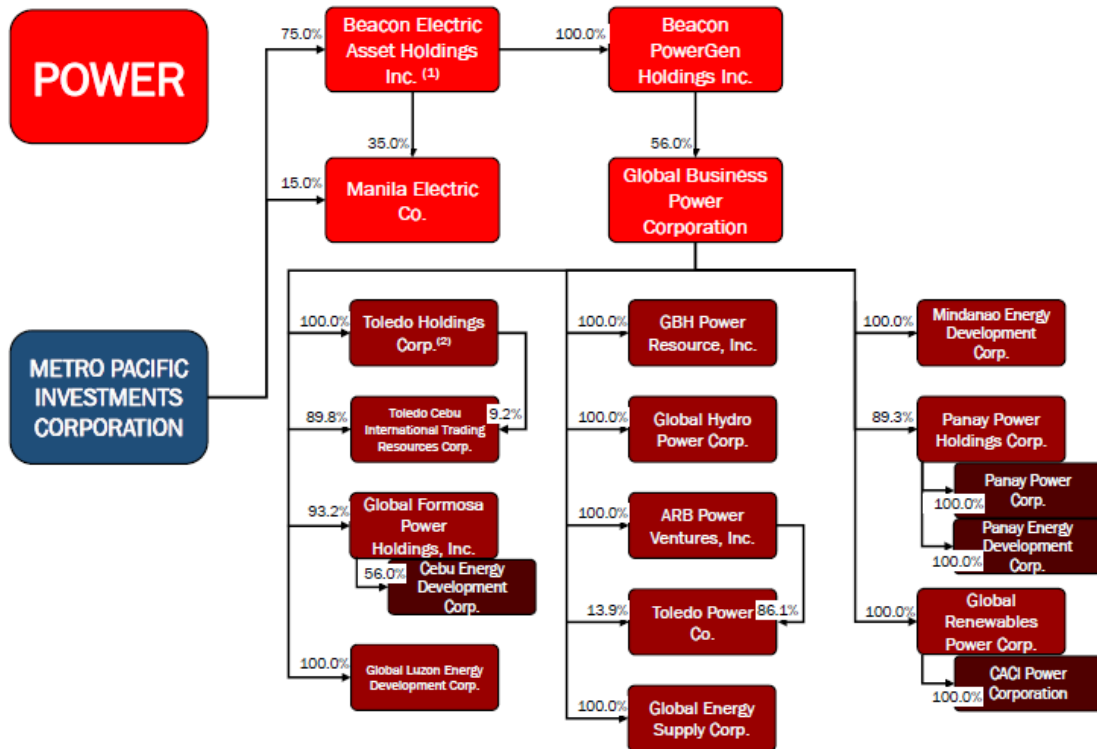 POWER
75.0%
Beacon Electric
Asset Holdings
Inc. (1)
100.0%
Beacon
PowerGen
Holdings Inc.
35.0%
56.0%
15.0%
Manila Electric
Co.
Global Business
Power
Corporation
METRO PACIFIC
INVESTMENTS
CORPORATION
100.0%
Toledo Holdings
Corp.(2)
89.8%
Toledo Cebu
International Trading
Resources Corp.
9.2%
93.2%
Global Formosa
Power
Holdings, Inc.
56.0%
Cebu Energy
Development
Corp.
100.0%
Global Luzon Energy
Development Corp.
100.0%
GBH Power
Resource, Inc.
100.0%
Global Hydro
Power Corp.
100.0%
ARB Power
Ventures, Inc.
13.9%
Toledo Power
Co.
86.1%
100.0%
Global Energy
Supply Corp.
100.0%
Mindanao Energy
Development
Corp.
89.3%
Panay Power
Holdings Corp.
Panay Power
Corp.
100.0%
Panay Energy
Development
Corp.
100.0%
100.0%
Global
Renewables
Power Corp.
CACI Power
Corporation
100.0%